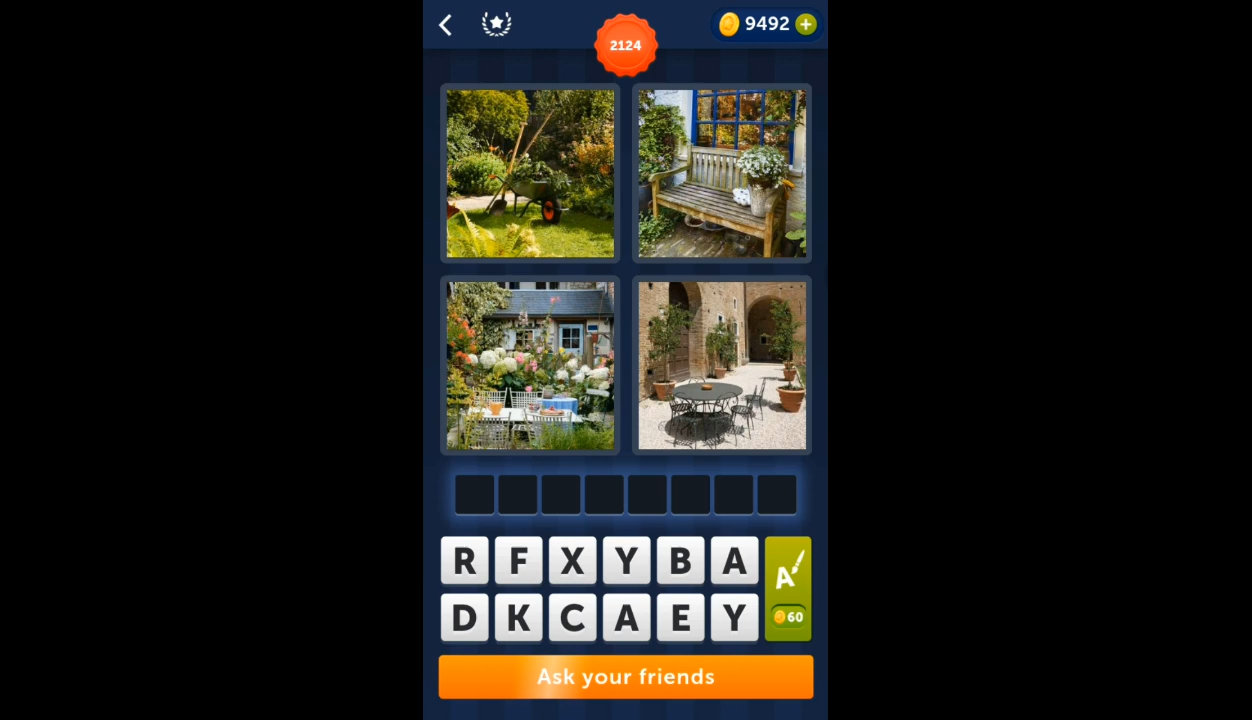 9492 +
2124
R F X Y B A
D K C A E Y
A
60
Ask your friends